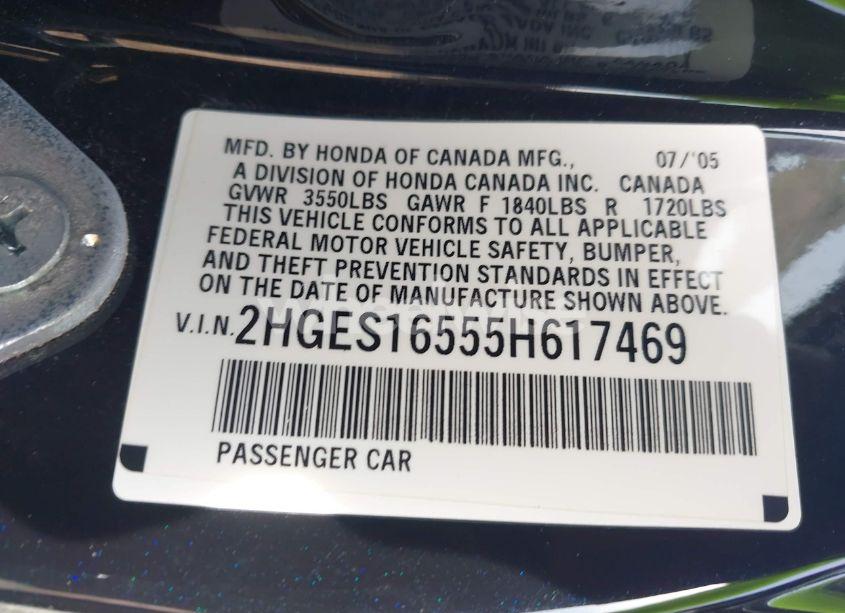 MFD. BY HONDA OF CANADA MFG., 07/'05
A DIVISION OF HONDA CANADA INC. CANADA
GVWR 3550LBS GAWR F 1840LBS R 1720LBS
THIS VEHICLE CONFORMS TO ALL APPLICABLE
FEDERAL MOTOR VEHICLE SAFETY, BUMPER,
AND THEFT PREVENTION STANDARDS IN EFFECT
ON THE DATE OF MANUFACTURE SHOWN ABOVE.
V.I.N. 2HGES16555H617469
PASSENGER CAR